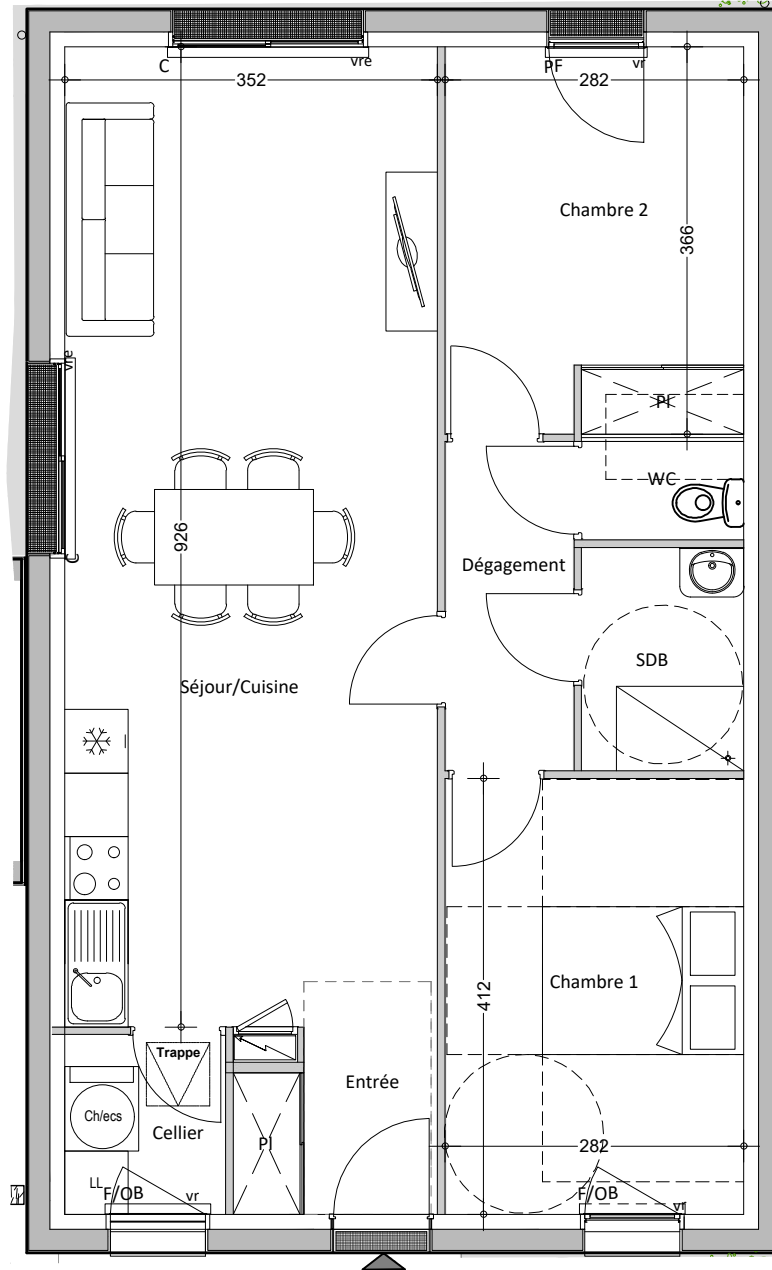 C
vre
PF
vr
352
282
Chambre 2
366
vre
Pl
WC
926
C
Dégagement
SDB
Séjour/Cuisine
Chambre 1
412
Trappe
Entrée
Ch/ecs
Cellier
Pl
282
LL
F/OB
vr
F/OB
vr